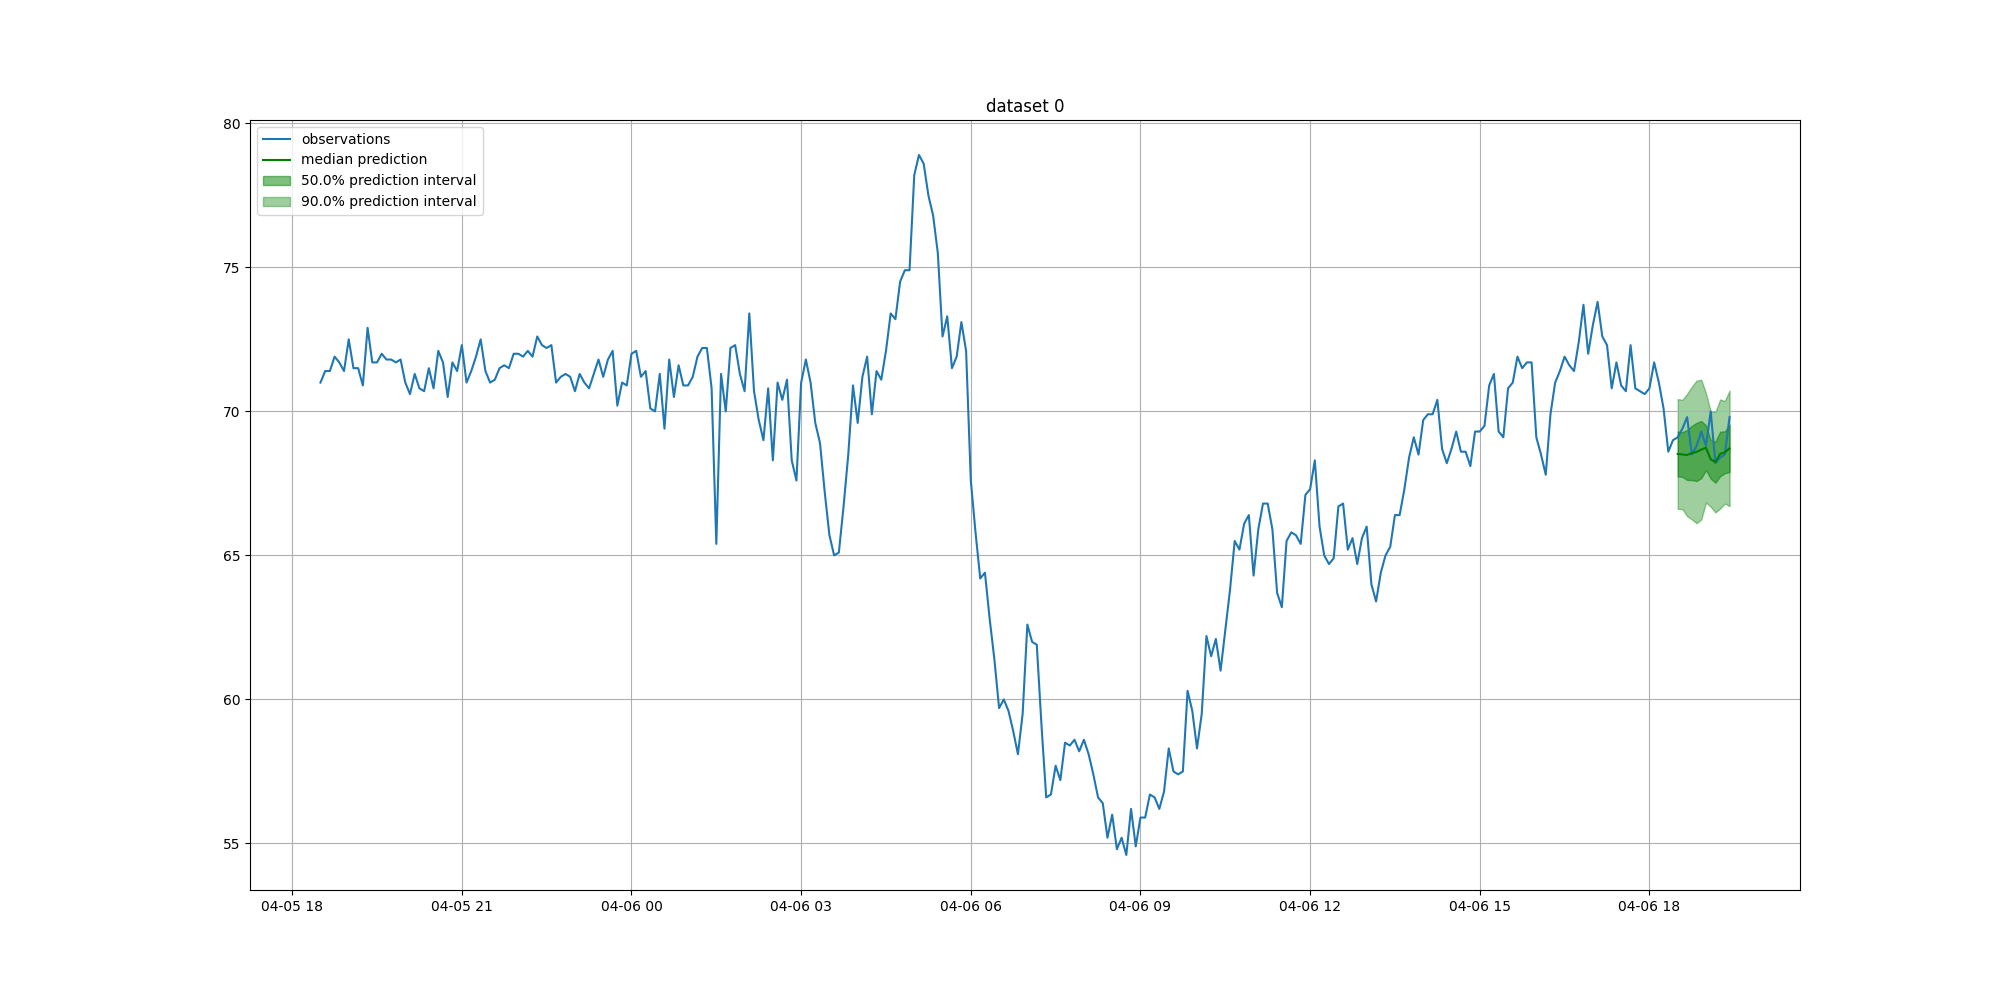 dataset 0
observations
median prediction
50.0% prediction interval
90.0% prediction interval
80
75
70
65
60
55
04-05 18 04-05 21 04-06 00 04-06 03 04-06 06 04-06 09 04-06 12 04-06 15 04-06 18